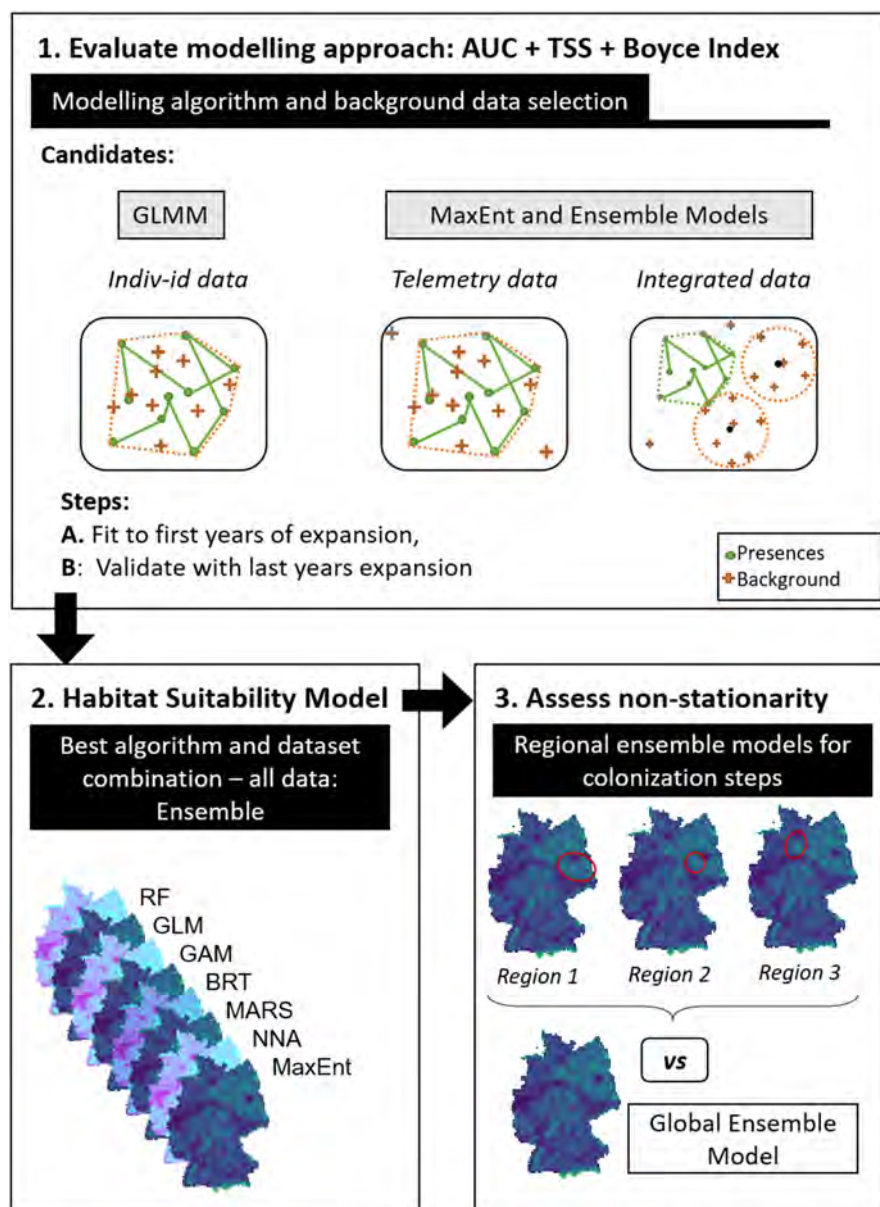 1. Evaluate modelling approach: AUC + TSS + Boyce Index
Modelling algorithm and background data selection
Candidates:
GLMM
MaxEnt and Ensemble Models
Indiv-id data
Telemetry data
Integrated data
Steps:
A. Fit to first years of expansion,
B: Validate with last years expansion
Presences
Background
2. Habitat Suitability Model
Best algorithm and dataset
combination – all data:
Ensemble
RF
GLM
GAM
BRT
MARS
NNA
MaxEnt
3. Assess non-stationarity
Regional ensemble models for
colonization steps
Region 1
Region 2
Region 3
vs
Global Ensemble
Model